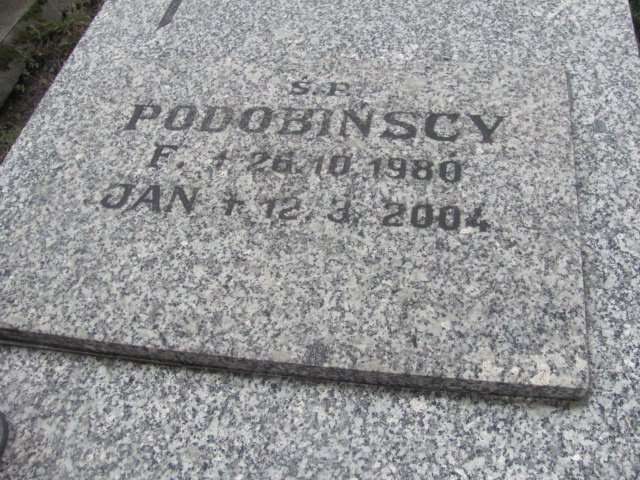 Ś.P.
PODOBIŃSCY
F. + 26.10.1980
JAN + 12. 3. 2004